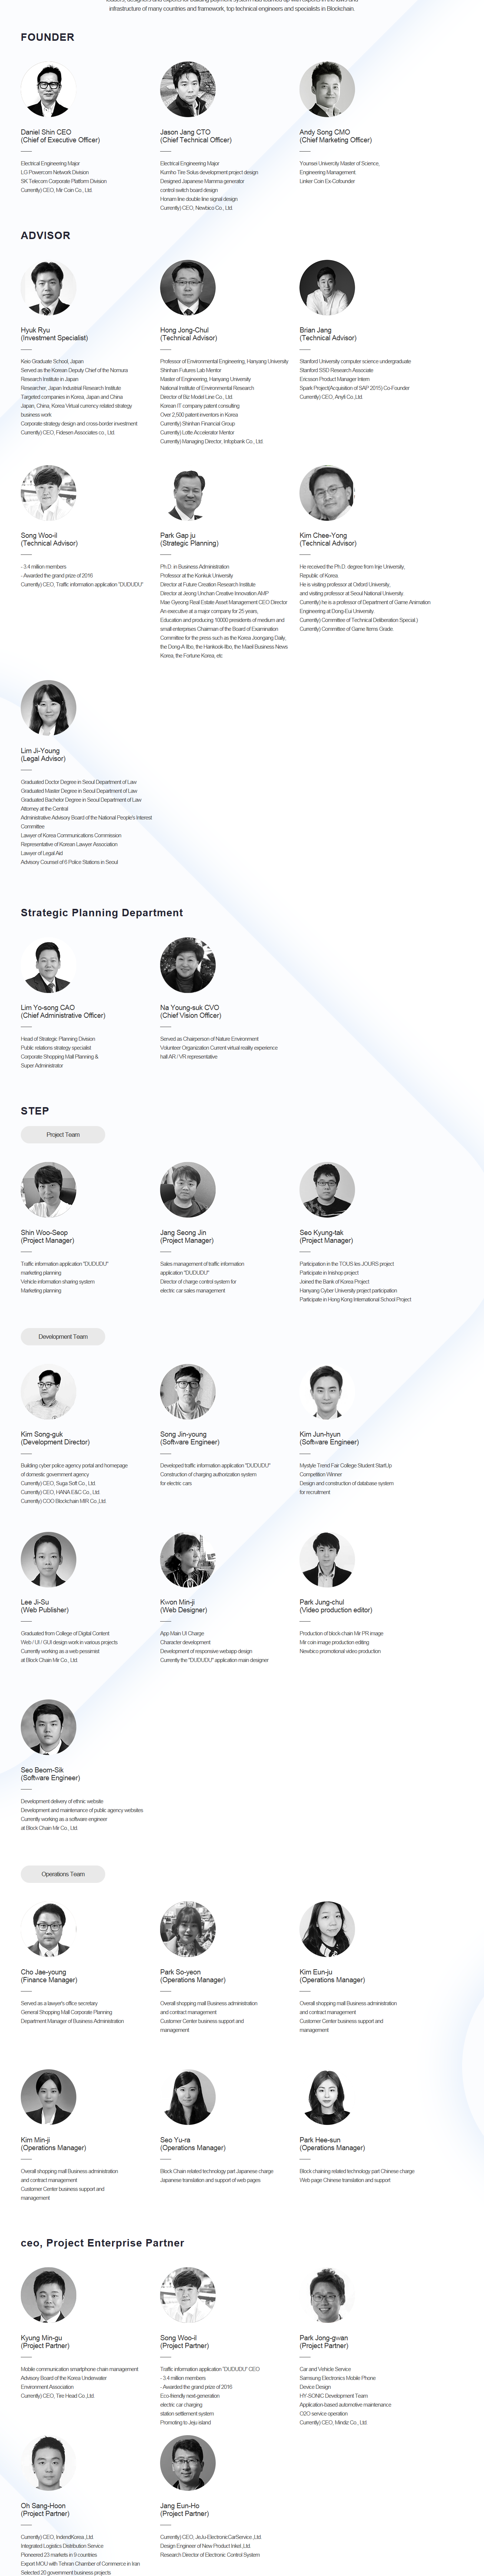 leaders, designers and experts for building payment system has teamed up with experts in the laws and
infrastructure of many countries and framework, top technical engineers and specialists in Blockchain.
FOUNDER
Daniel Shin CEO
(Chief of Executive Officer)
Electrical Engineering Major
LG Powercom Network Division
SK Telecom Corporate Platform Division
Currently) CEO, Mir Coin Co., Ltd.
Jason Jang CTO
(Chief Technical Officer)
Electrical Engineering Major
Kumho Tire Solus development project design
Designed Japanese Mamma generator
control switch board design
Honam line double line signal design
Currently) CEO, Newbico Co., Ltd.
Andy Song CMO
(Chief Marketing Officer)
Younsei University Master of Science,
Engineering Management
Linker Coin Ex-Cofounder
ADVISOR
Hyuk Ryu
(Investment Specialist)
Keio Graduate School, Japan
Served as the Korean Deputy Chief of the Nomura
Research Institute in Japan
Researcher, Japan Industrial Research Institute
Targeted companies in Korea, Japan and China
Japan, China, Korea Virtual currency related strategy
business work
Corporate strategy design and cross-border investment
Currently) CEO, Fidesen Associates co., Ltd.
Hong Jong-Chul
(Technical Advisor)
Professor of Environmental Engineering, Hanyang University
Shinhan Futures Lab Mentor
Master of Engineering, Hanyang University
National Institute of Environmental Research
Director of Biz Model Line Co., Ltd.
Korean IT company patent consulting
Over 2,500 patent inventors in Korea
Currently) Shinhan Financial Group
Currently) Lotte Accelerator Mentor
Currently) Managing Director, Infopbank Co., Ltd.
Brian Jang
(Technical Advisor)
Stanford University computer science undergraduate
Stanford SSD Research Associate
Ericsson Product Manager Intern
Spark Project(Acquisition of SAP 2015) Co-Founder
Currently) CEO, Anyfi Co.,Ltd.
Song Woo-il
(Technical Advisor)
- 3.4 million members
- Awarded the grand prize of 2016
Currently) CEO, Traffic information application "DUDUDU"
Park Gap ju
(Strategic Planning)
Ph.D. in Business Administration
Professor at the Konkuk University
Director at Future Creation Research Institute
Director at Jeong Unchan Creative Innovation AMP
Mae Gyeong Real Estate Asset Management CEO Director
An executive at a major company for 25 years,
Education and producing 10000 presidents of medium and
small enterprises Chairman of the Board of Examination
Committee for the press such as the Korea Joongang Daily,
the Dong-A Ilbo, the Hankook-Ilbo, the Maeil Business News
Korea, the Fortune Korea, etc
Kim Chee-Yong
(Technical Advisor)
He received the Ph.D. degree from Inje University,
Republic of Korea.
He is visiting professor at Oxford University,
and visiting professor at Seoul National University
Currently) he is a professor of Department of Game Animation
Engineering at Dong-Eui University.
Currently) Committee of Technical Deliberation Special.)
Currently) Committee of Game Items Grade
Lim Ji-Young
(Legal Advisor)
Graduated Doctor Degree in Seoul Department of Law
Graduated Master Degree in Seoul Department of Law
Graduated Bachelor Degree in Seoul Department of Law
Attorney at the Central
Administrative Advisory Board of the National People's Interest
Committee
Lawyer of Korea Communications Commission
Representative of Korean Lawyer Association
Lawyer of Legal Aid
Advisory Counsel of 6 Police Stations in Seoul
Strategic Planning Department
Lim Yo-song CAO
(Chief Administrative Officer)
Head of Strategic Planning Division
Public relations strategy specialist
Corporate Shopping Mall Planning &
Super Administrator
Na Young-suk CVO
(Chief Vision Officer)
Served as Chairperson of Nature Environment
Volunteer Organization Current virtual reality experience
hall AR / VR representative
STEP
Project Team
Shin Woo-Seop
(Project Manager)
Traffic information application "DUDUDU"
marketing planning
Vehicle information sharing system
Marketing planning
Jang Seong Jin
(Project Manager)
Sales management of traffic information
application "DUDUDU"
Director of charge control system for
electric car sales management
Seo Kyung-tak
(Project Manager)
Participation in the TOUS les JOURS project
Participate in Inishop project
Joined the Bank of Korea Project
Hanyang Cyber University project participation
Participate in Hong Kong International School Project
Development Team
Kim Song-guk
(Development Director)
Building cyber police agency portal and homepage
of domestic government agency
Currently) CEO, Suga Soft Co., Ltd.
Currently) CEO, HANA E&C Co., Ltd.
Currently) COO Blockchain MIR Co.,Ltd.
Song Jin-young
(Software Engineer)
Developed traffic information application "DUDUDU"
Construction of charging authorization system
for electric cars
Kim Jun-hyun
(Software Engineer)
Mystyle Trend Fair College Student StartUp
Competition Winner
Design and construction of database system
for recruitment
Lee Ji-Su
(Web Publisher)
Graduated from College of Digital Content
Web / UI / GUI design work in various projects
Currently working as a web perssimist
at Block Chain Mir Co., Ltd.
Kwon Min-ji
(Web Designer)
App Main UI Charge
Character development
Development of responsive webapp design
Currently the "DUDUDU" application main designer
Park Jung-chul
(Video production editor)
Production of block-chain Mir PR image
Mir coin image production editing
Newbico promotional video production
Seo Beom-Sik
(Software Engineer)
Development delivery of ethnic website
Development and maintenance of public agency websites
Currently working as a software engineer
at Block Chain Mir Co., Ltd.
Operations Team
Cho Jae-young
(Finance Manager)
Served as a lawyer's office secretary
General Shopping Mall Corporate Planning
Department Manager of Business Administration
Park So-yeon
(Operations Manager)
Overall shopping mall Business administration
and contract management
Customer Center business support and
management
Kim Eun-ju
(Operations Manager)
Overall shopping mall Business administration
and contract management
Customer Center business support and
management
Kim Min-ji
(Operations Manager)
Overall shopping mall Business administration
and contract management
Customer Center business support and
management
Seo Yu-ra
(Operations Manager)
Block Chain related technology part Japanese charge
Japanese translation and support of web pages
Park Hee-sun
(Operations Manager)
Block chaining related technology part Chinese charge
Web page Chinese translation and support
ceo, Project Enterprise Partner
Kyung Min-gu
(Project Partner)
Mobile communication smartphone chain management
Advisory Board of the Korea Underwater
Environment Association
Currently) CEO, Tire Head Co.,Ltd.
Song Woo-il
(Project Partner)
Traffic information application "DUDUDU" CEO
- 3.4 million members
- Awarded the grand prize of 2016
Eco-friendly next-generation
electric car charging
station settlement system
Promoting to Jeju island
Park Jong-gwan
(Project Partner)
Car and Vehicle Service
Samsung Electronics Mobile Phone
Device Design
HY-SONIC Development Team
Application-based automotive maintenance
O2O service operation
Currently) CEO, Mindiz Co., Ltd.
Oh Sang-Hoon
(Project Partner)
Currently) CEO, IndendKorea.,Ltd.
Integrated Logistics Distribution Service
Pioneered 23 markets in 9 countries
Export MOU with Tehran Chamber of Commerce in Iran
Selected 20 government business projects
Jang Eun-Ho
(Project Partner)
Currently) CEO, JeJu-ElectronicCarService.,Ltd.
Design Engineer of New Product Inkel.,Ltd.
Research Director of Electronic Control System